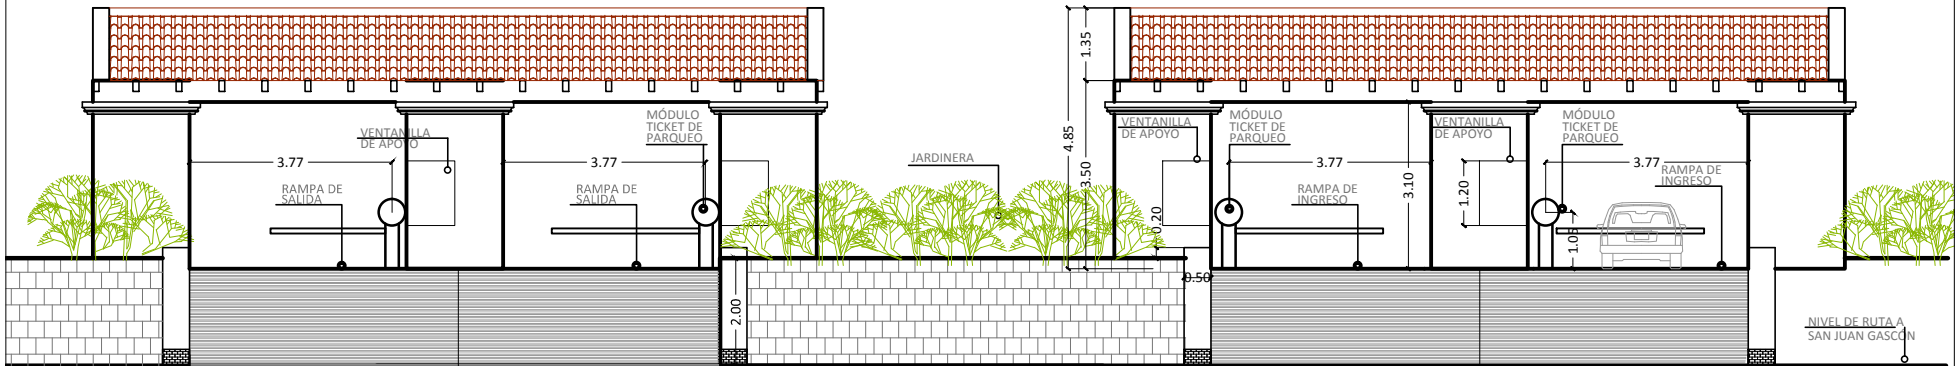 1.35
4.85
3.50
MÓDULO
TICKET DE
PARQUEO
VENTANILLA
DE APOYO
3.77
3.77
RAMPA DE
SALIDA
RAMPA DE
SALIDA
JARDINERA
VENTANILLA
DE APOYO
MÓDULO
TICKET DE
PARQUEO
VENTANILLA
DE APOYO
MÓDULO
TICKET DE
PARQUEO
3.77
3.77
RAMPA DE
INGRESO
RAMPA DE
INGRESO
3.10
1.20
0.20
1.05
0.50
2.00
NIVEL DE RUTA A
SAN JUAN GASCÓN